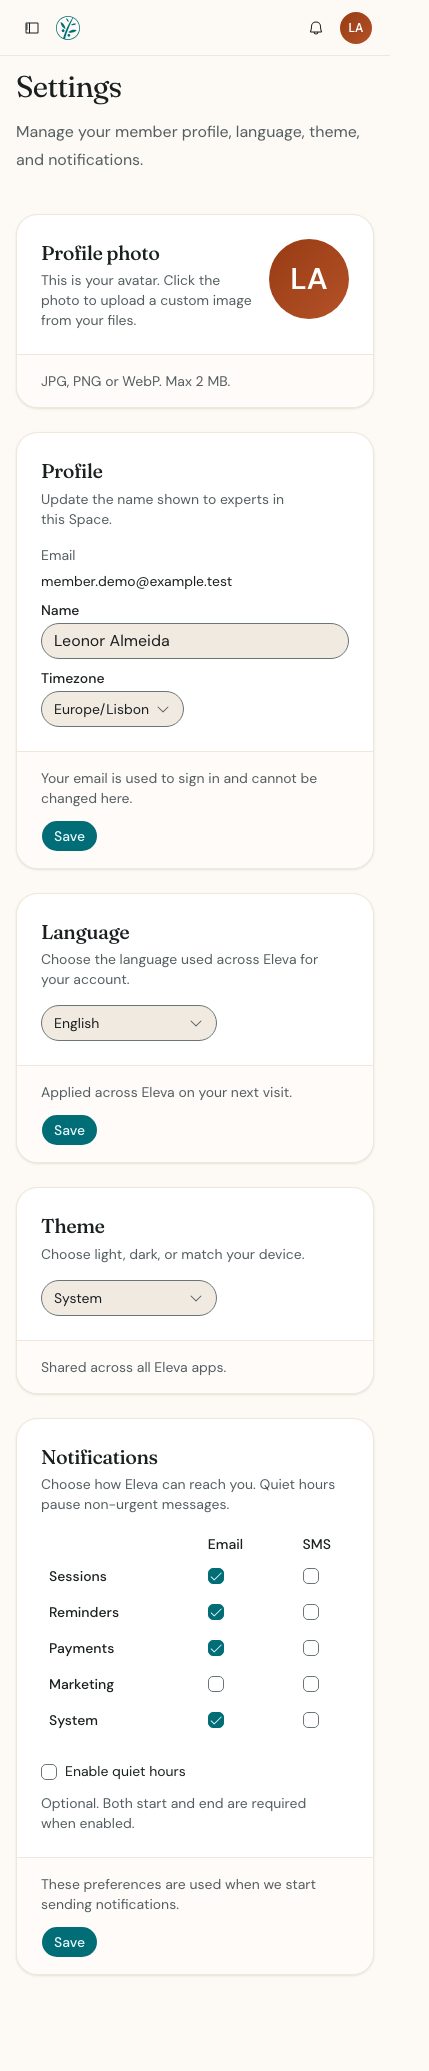 LA
Settings
Manage your member profile, language, theme,
and notifications.
Profile photo
This is your avatar. Click the
photo to upload a custom image
from your files.
LA
JPG, PNG or WebP. Max 2 MB.
Profile
Update the name shown to experts in
this Space.
Email
member.demo@example.test
Name
Leonor Almeida
Timezone
Europe/Lisbon
Your email is used to sign in and cannot be
changed here.
Save
Language
Choose the language used across Eleva for
your account.
English
Applied across Eleva on your next visit.
Save
Theme
Choose light, dark, or match your device.
System
Shared across all Eleva apps.
Notifications
Choose how Eleva can reach you. Quiet hours
pause non-urgent messages.
Email SMS
Sessions
Reminders
Payments
Marketing
System
Enable quiet hours
Optional. Both start and end are required
when enabled.
These preferences are used when we start
sending notifications.
Save